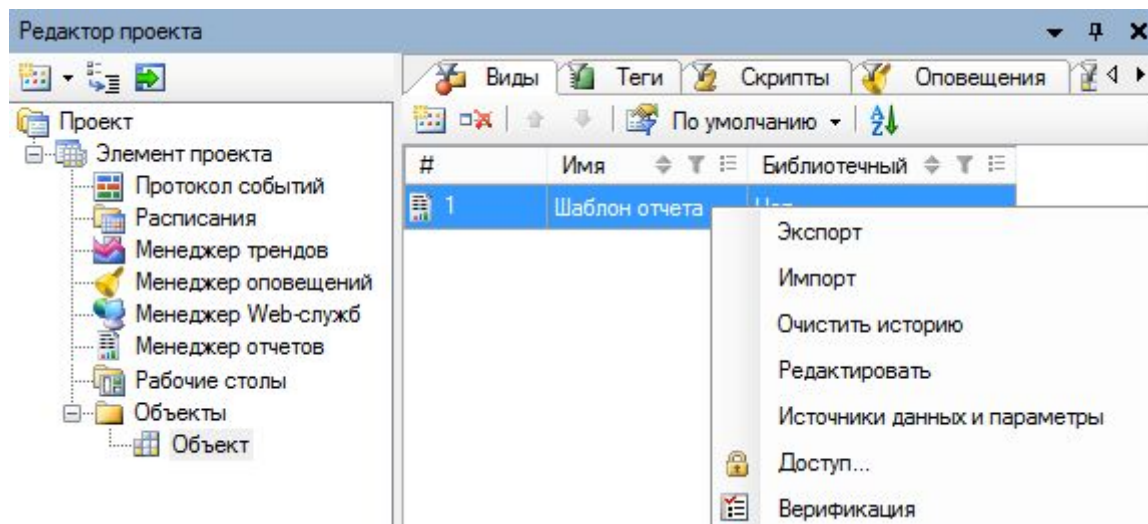 Редактор проекта
Виды Теги Скрипты Оповещения
По умолчанию
Проект
Элемент проекта
Протокол событий
Расписания
Менеджер трендов
Менеджер оповещений
Менеджер Web-служб
Менеджер отчетов
Рабочие столы
Объекты
Объект
# Имя Библиотечный
1 Шаблон отчета
Экспорт
Импорт
Очистить историю
Редактировать
Источники данных и параметры
Доступ...
Верификация